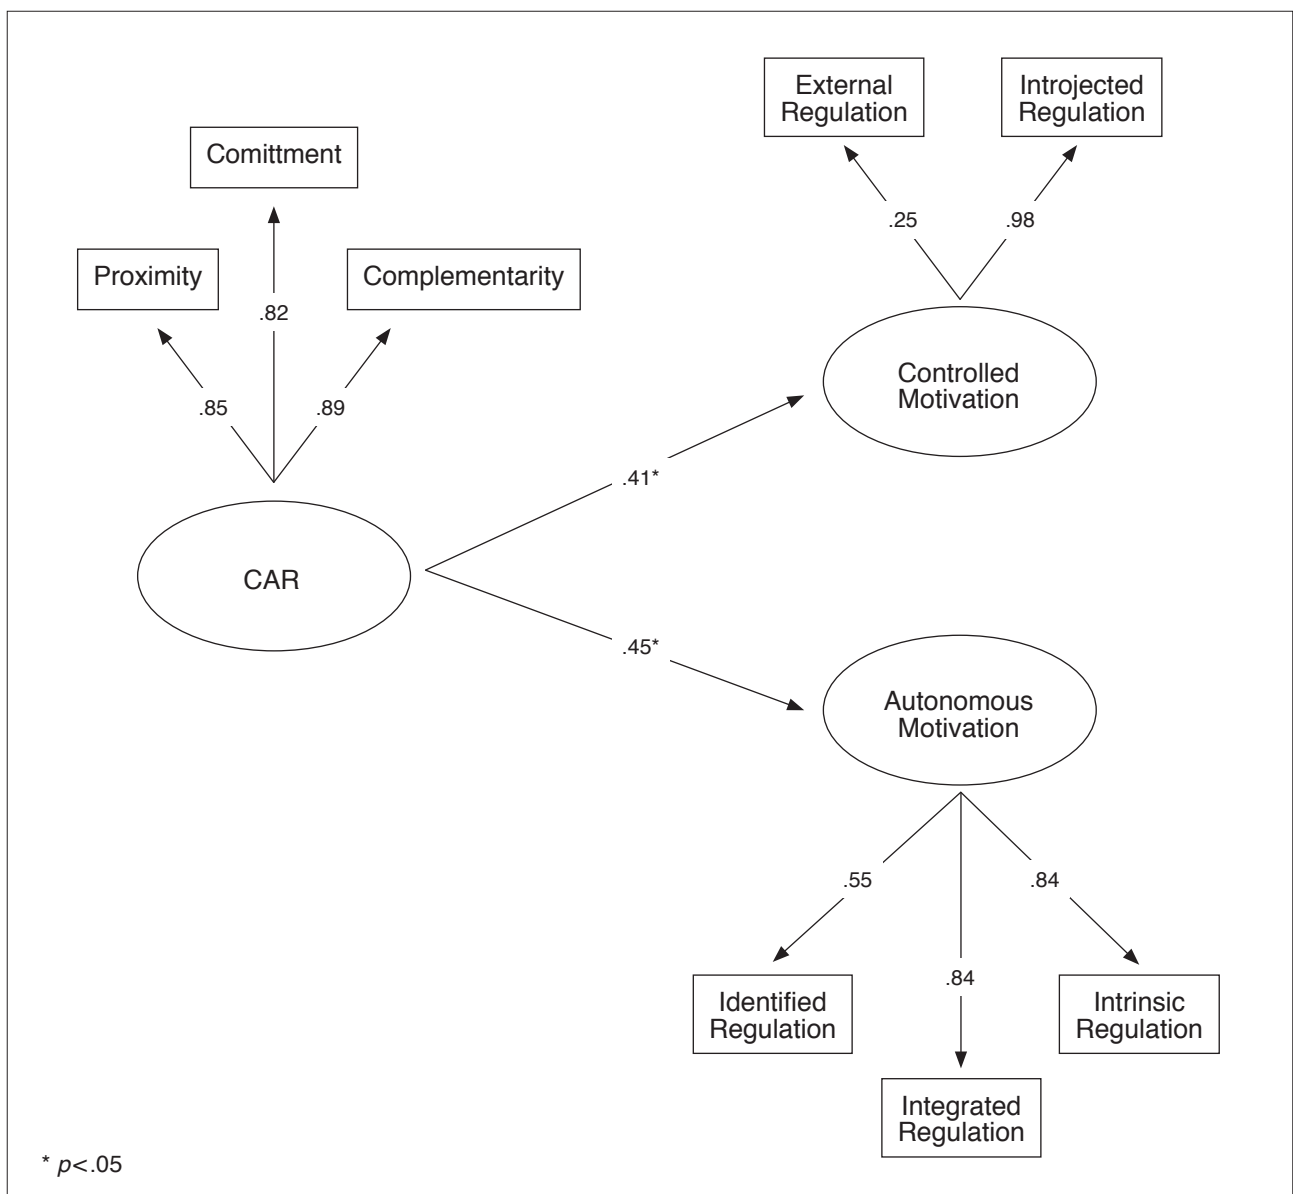 External
Regulation
Introjected
Regulation
Comittment
Proximity
Complementarity
.82
.85
.89
.25
.98
Controlled
Motivation
.41*
CAR
.45*
Autonomous
Motivation
.55
.84
.84
Identified
Regulation
Intrinsic
Regulation
Integrated
Regulation
* p<.05